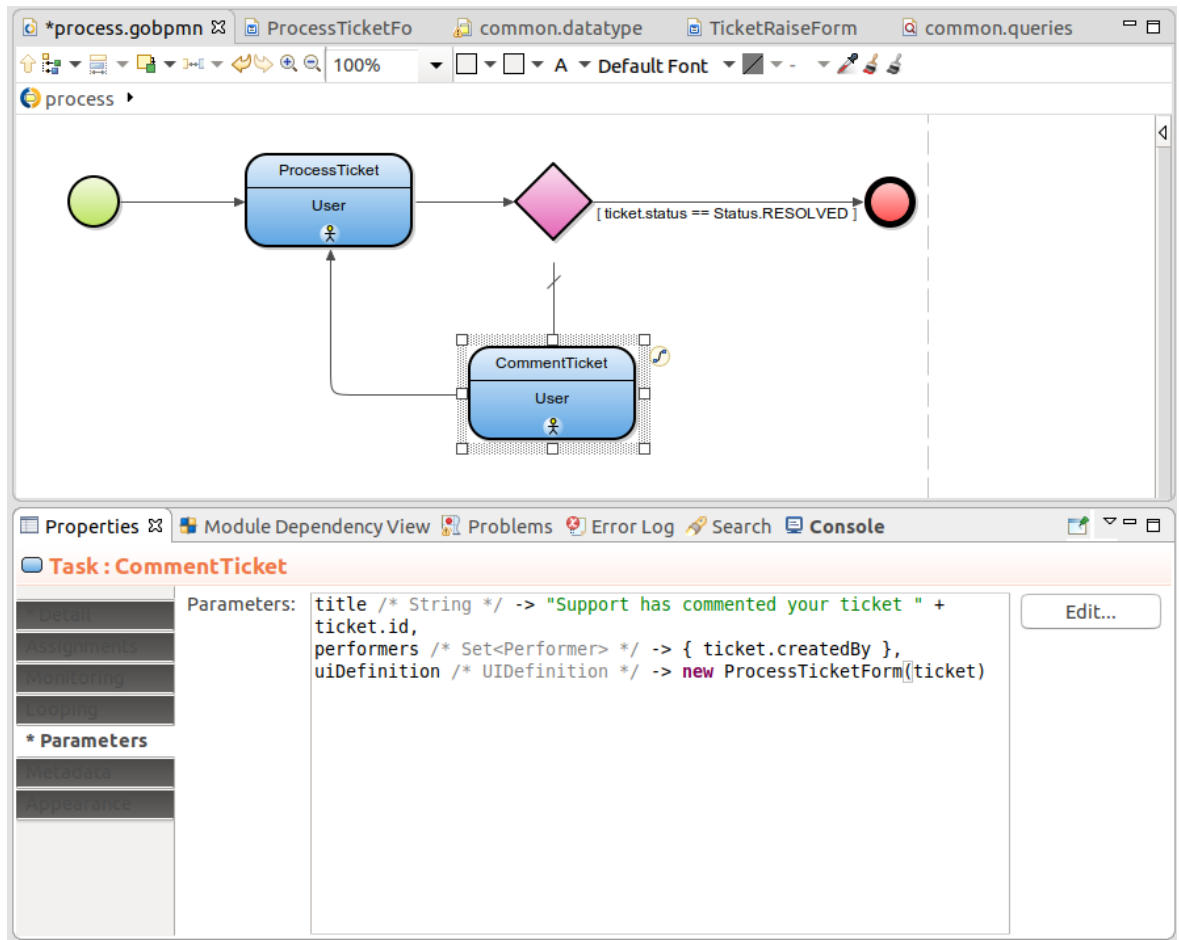 *process.gobpmn ProcessTicketFo common.datatype TicketRaiseForm common.queries
100% A Default Font -
process
ProcessTicket
User
[ ticket.status == Status.RESOLVED ]
CommentTicket
User
Properties Module Dependency View Problems Error Log Search Console
Task : CommentTicket
* Detail
Assignments
Monitoring
Looping
* Parameters
Metadata
Appearance
Parameters:
title /* String */ -> "Support has commented your ticket " +
ticket.id,
performers /* Set<Performer> */ -> { ticket.createdBy },
uiDefinition /* UIDefinition */ -> new ProcessTicketForm(ticket)
Edit...